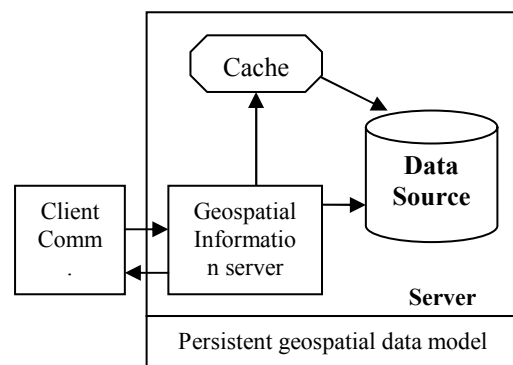 Cache
Data
Source
Client
Comm
.
Geospatial
Informatio
n server
Server
Persistent geospatial data model